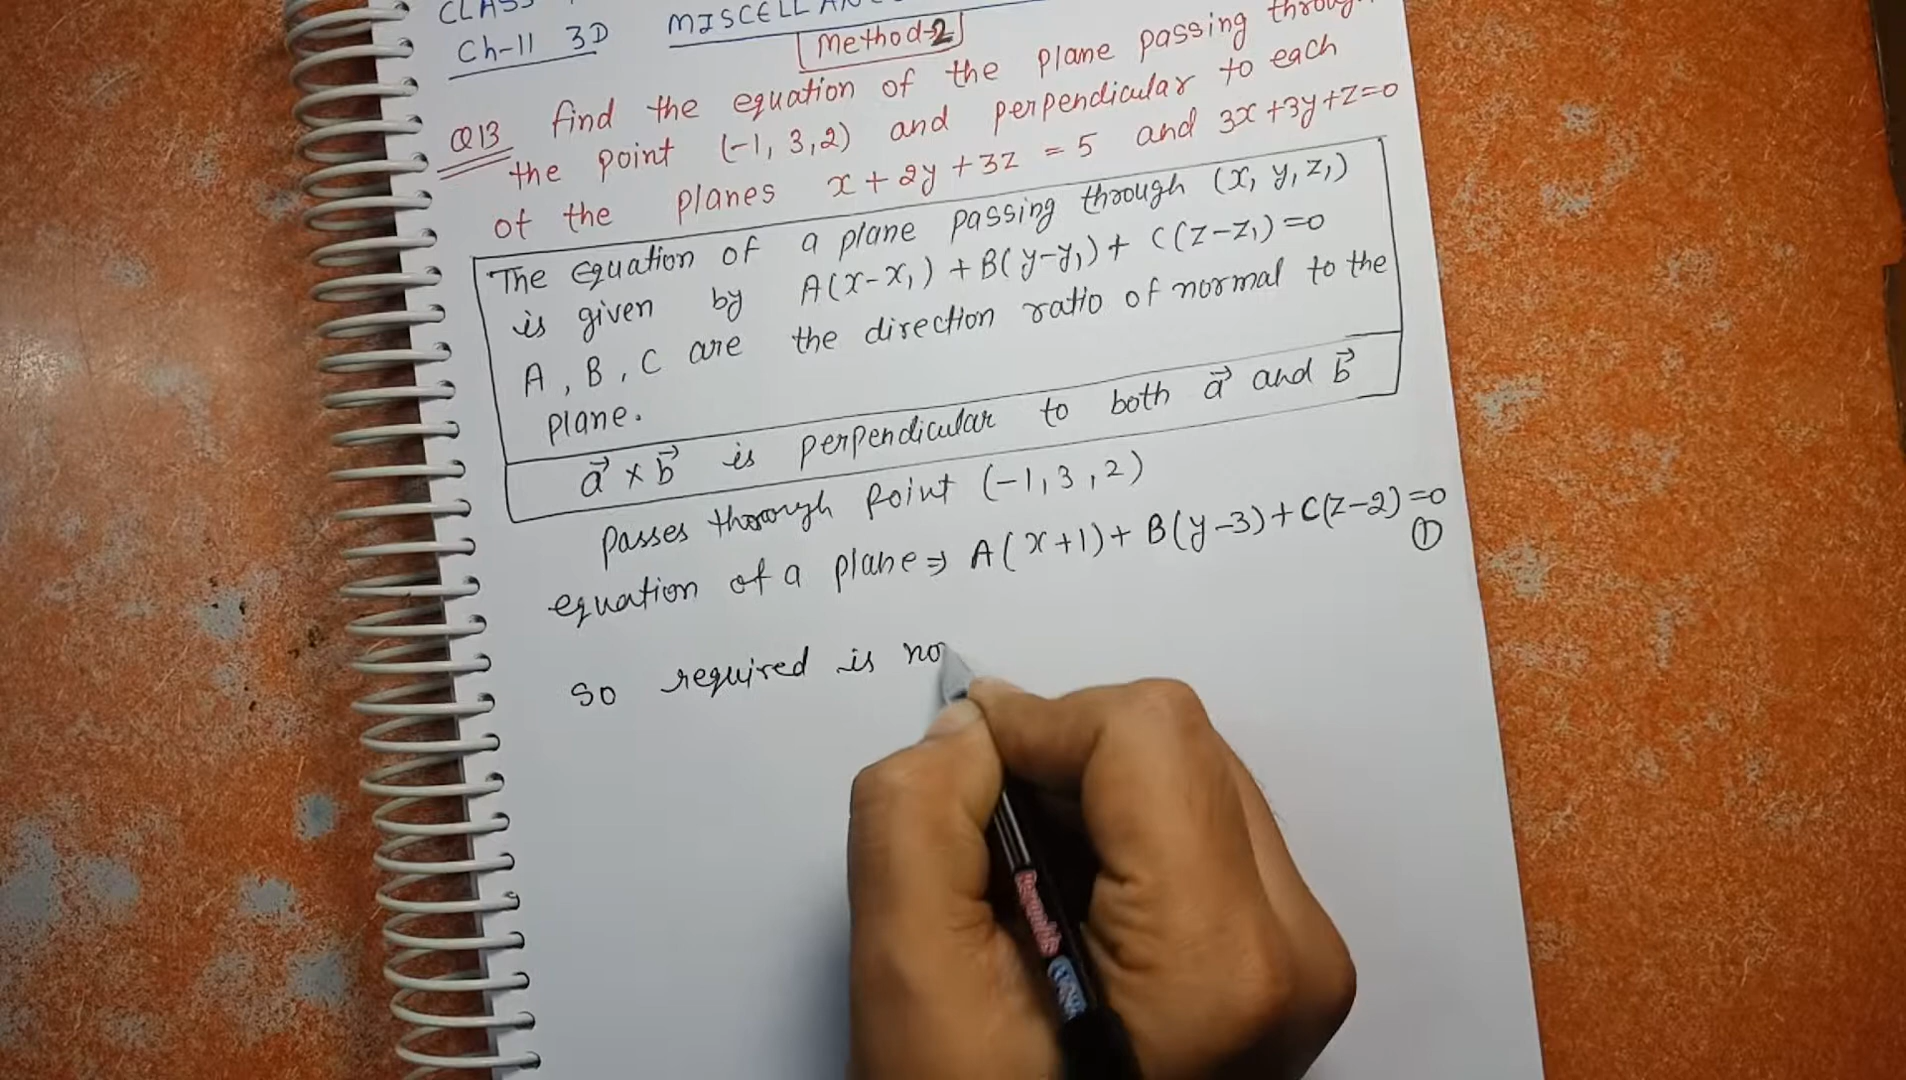 CLASS
Ch-11 3D MISCELLAN
Method-2
Q13 find the equation of the plane passing through
the point (-1, 3, 2) and perpendicular to each
of the planes x + 2y + 3z = 5 and 3x + 3y + z = 0
The equation of a plane passing through (x, y, z₁)
is given by A(x-x₁) + B(y-y₁) + C(z-z₁) = 0
A, B, C are the direction ratio of normal to the
plane.
a⃗ × b⃗ is perpendicular to both a⃗ and b⃗
Passes through point (-1, 3, 2)
equation of a plane ⇒ A(x+1) + B(y-3) + C(z-2) = 0
①
So required is no